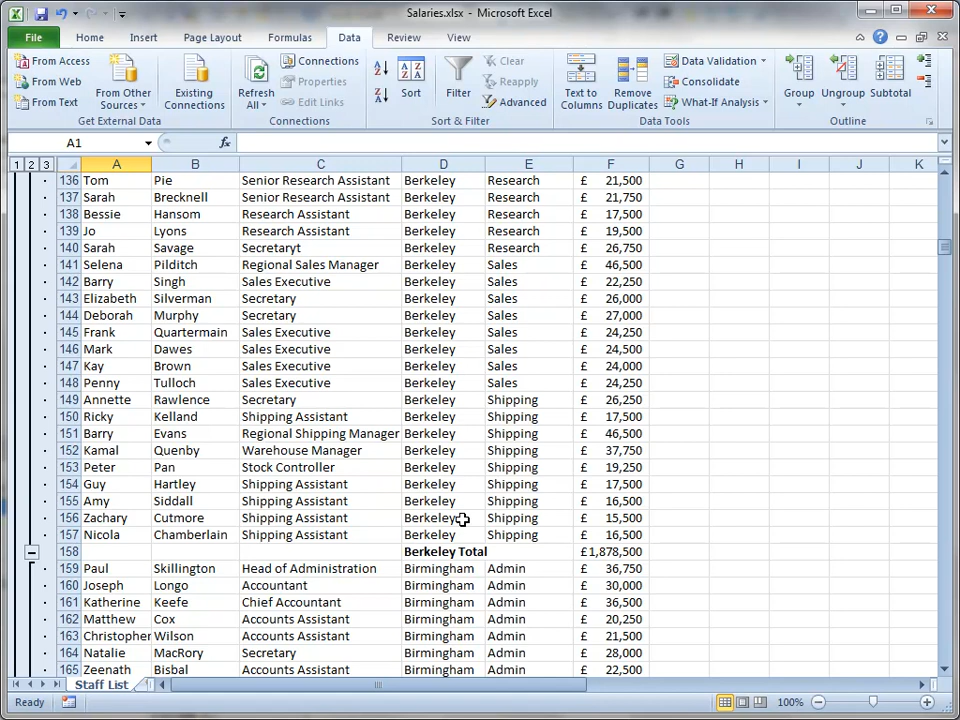 Salaries.xlsx - Microsoft Excel
File Home Insert Page Layout Formulas Data Review View
From Access
From Web
From Text
From Other Sources
Existing Connections
Get External Data
Refresh All
Connections
Properties
Edit Links
Connections
Sort
Filter
Clear
Reapply
Advanced
Sort & Filter
Text to Columns
Remove Duplicates
Data Validation
Consolidate
What-If Analysis
Data Tools
Group
Ungroup
Subtotal
Outline
A1 fx
1 2 3 A B C D E F G H I J K
136 Tom Pie Senior Research Assistant Berkeley Research £ 21,500
137 Sarah Brecknell Senior Research Assistant Berkeley Research £ 21,750
138 Bessie Hansom Research Assistant Berkeley Research £ 17,500
139 Jo Lyons Research Assistant Berkeley Research £ 19,500
140 Sarah Savage Secretaryt Berkeley Research £ 26,750
141 Selena Pilditch Regional Sales Manager Berkeley Sales £ 46,500
142 Barry Singh Sales Executive Berkeley Sales £ 22,250
143 Elizabeth Silverman Secretary Berkeley Sales £ 26,000
144 Deborah Murphy Secretary Berkeley Sales £ 27,000
145 Frank Quartermain Sales Executive Berkeley Sales £ 24,250
146 Mark Dawes Sales Executive Berkeley Sales £ 24,500
147 Kay Brown Sales Executive Berkeley Sales £ 24,000
148 Penny Tulloch Sales Executive Berkeley Sales £ 24,250
149 Annette Rawlence Secretary Berkeley Shipping £ 26,250
150 Ricky Kelland Shipping Assistant Berkeley Shipping £ 17,500
151 Barry Evans Regional Shipping Manager Berkeley Shipping £ 46,500
152 Kamal Quenby Warehouse Manager Berkeley Shipping £ 37,750
153 Peter Pan Stock Controller Berkeley Shipping £ 19,250
154 Guy Hartley Shipping Assistant Berkeley Shipping £ 17,500
155 Amy Siddall Shipping Assistant Berkeley Shipping £ 16,500
156 Zachary Cutmore Shipping Assistant Berkeley Shipping £ 15,500
157 Nicola Chamberlain Shipping Assistant Berkeley Shipping £ 16,500
158 Berkeley Total £1,878,500
159 Paul Skillington Head of Administration Birmingham Admin £ 36,750
160 Joseph Longo Accountant Birmingham Admin £ 30,000
161 Katherine Keefe Chief Accountant Birmingham Admin £ 36,500
162 Matthew Cox Accounts Assistant Birmingham Admin £ 20,250
163 Christopher Wilson Accounts Assistant Birmingham Admin £ 21,500
164 Natalie MacRory Secretary Birmingham Admin £ 28,000
165 Zeenath Bisbal Accounts Assistant Birmingham Admin £ 22,500
Staff List
Ready 100%